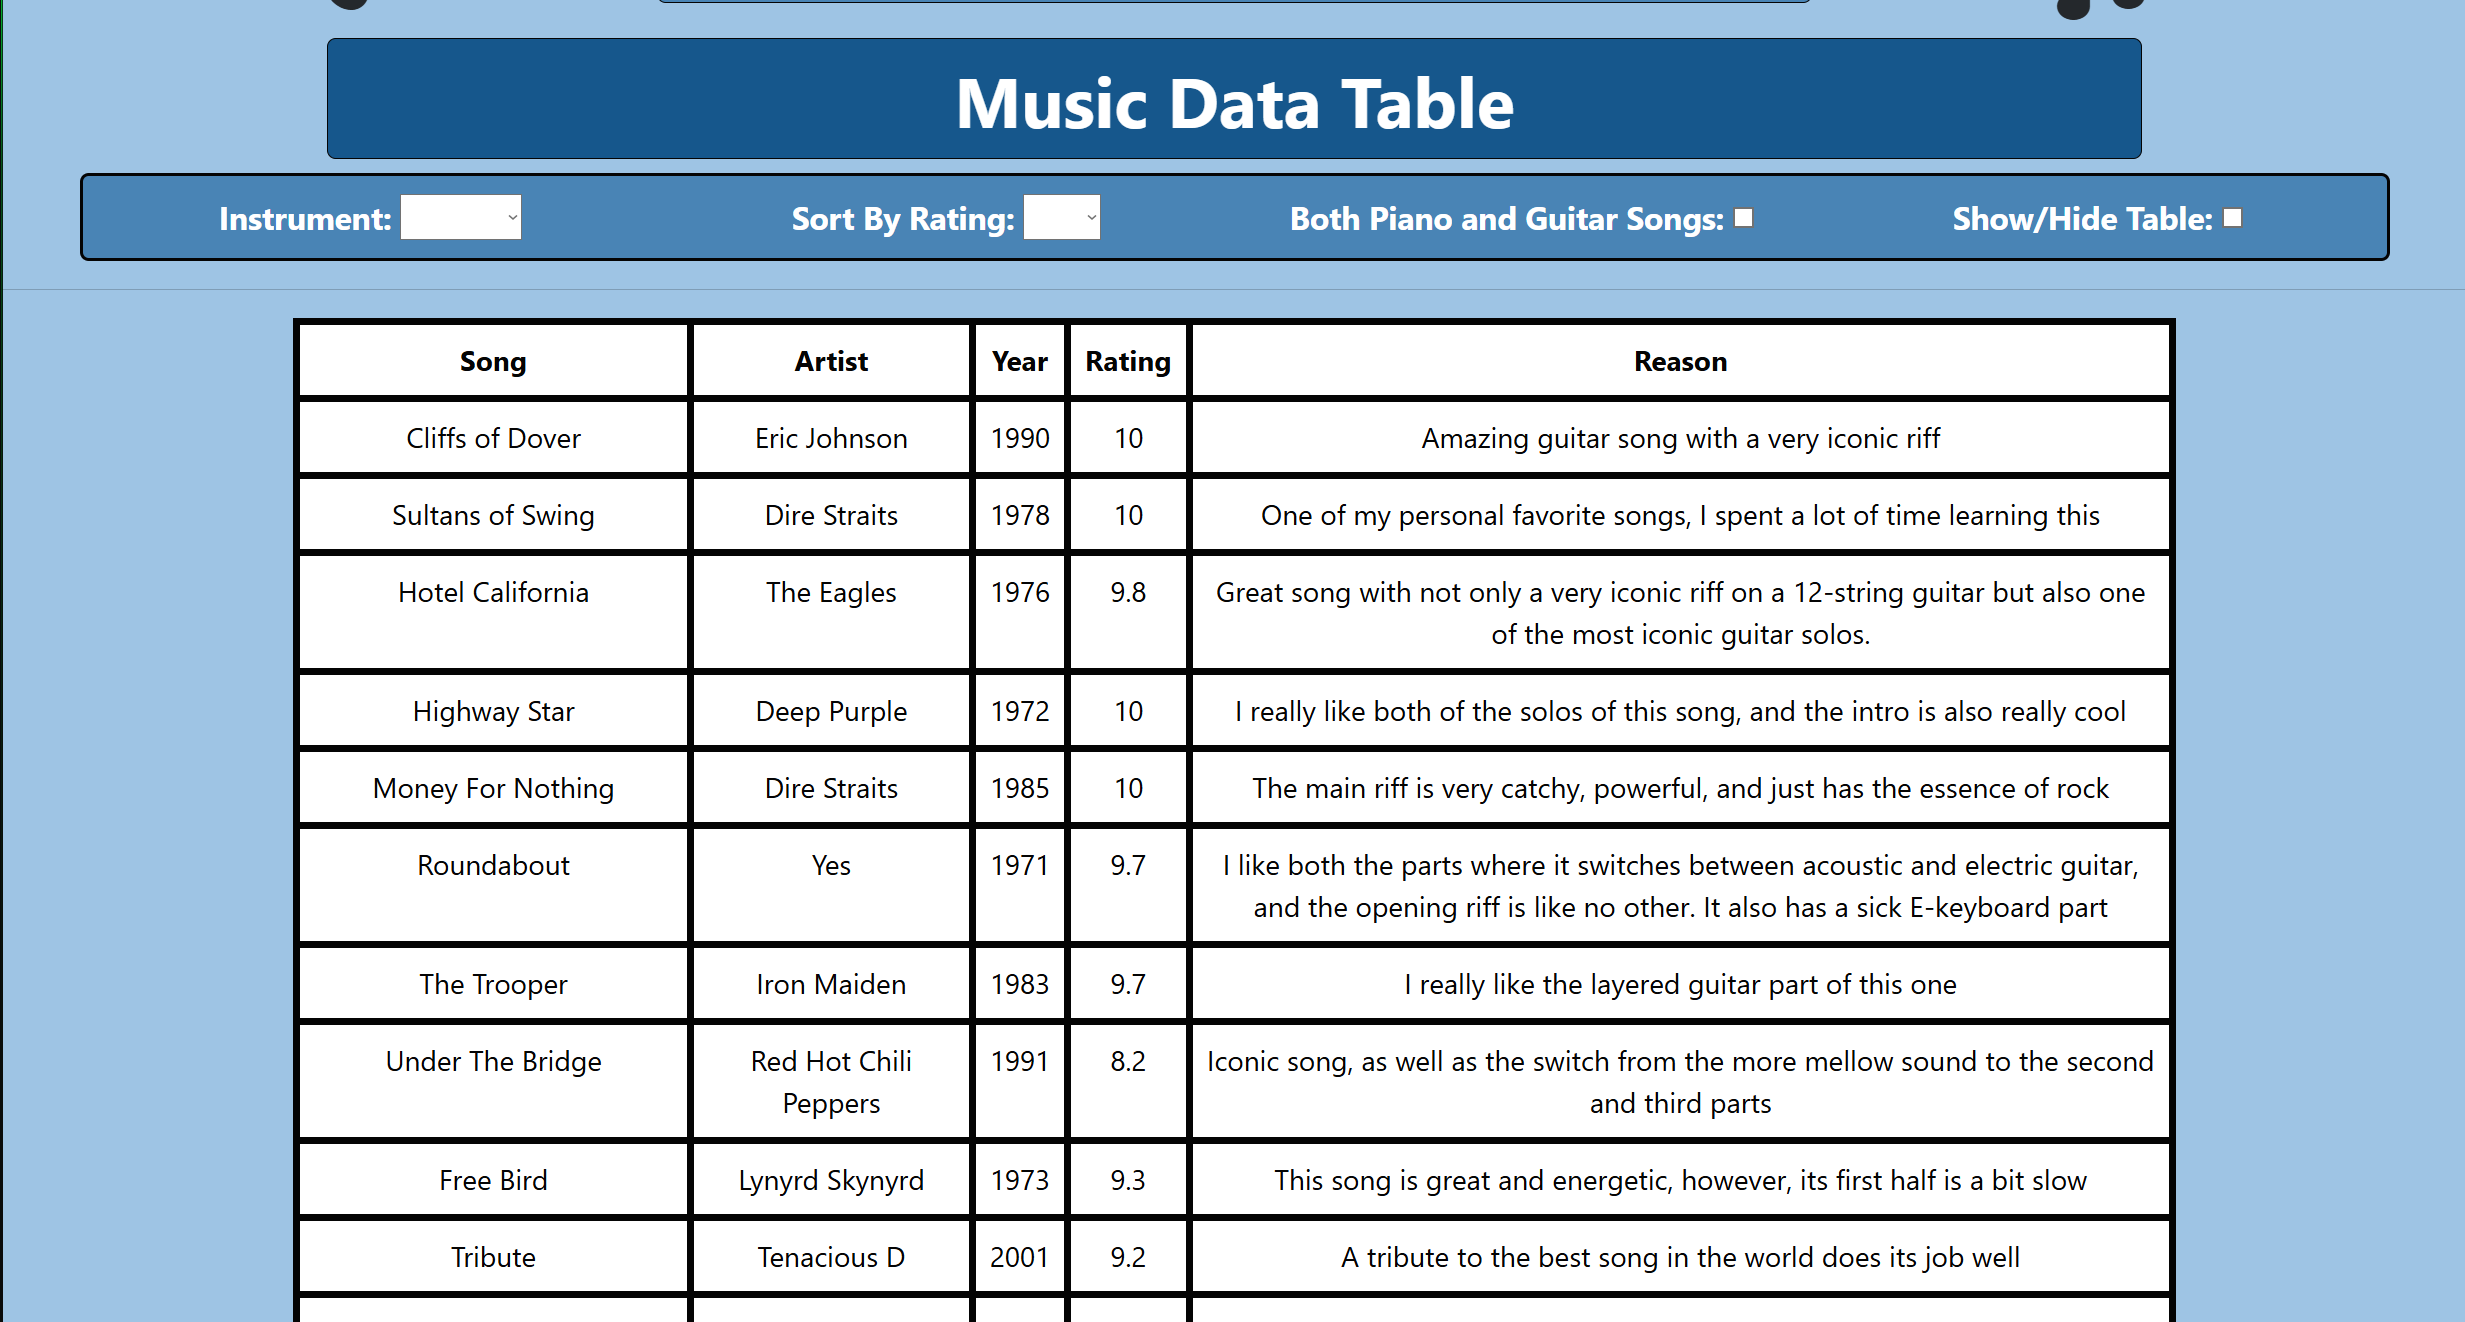 Music Data Table
Instrument: Sort By Rating: Both Piano and Guitar Songs: Show/Hide Table:
Song Artist Year Rating Reason
Cliffs of Dover Eric Johnson 1990 10 Amazing guitar song with a very iconic riff
Sultans of Swing Dire Straits 1978 10 One of my personal favorite songs, I spent a lot of time learning this
Hotel California The Eagles 1976 9.8 Great song with not only a very iconic riff on a 12-string guitar but also one
of the most iconic guitar solos.
Highway Star Deep Purple 1972 10 I really like both of the solos of this song, and the intro is also really cool
Money For Nothing Dire Straits 1985 10 The main riff is very catchy, powerful, and just has the essence of rock
Roundabout Yes 1971 9.7 I like both the parts where it switches between acoustic and electric guitar,
and the opening riff is like no other. It also has a sick E-keyboard part
The Trooper Iron Maiden 1983 9.7 I really like the layered guitar part of this one
Under The Bridge Red Hot Chili 1991 8.2 Iconic song, as well as the switch from the more mellow sound to the second
Peppers and third parts
Free Bird Lynyrd Skynyrd 1973 9.3 This song is great and energetic, however, its first half is a bit slow
Tribute Tenacious D 2001 9.2 A tribute to the best song in the world does its job well